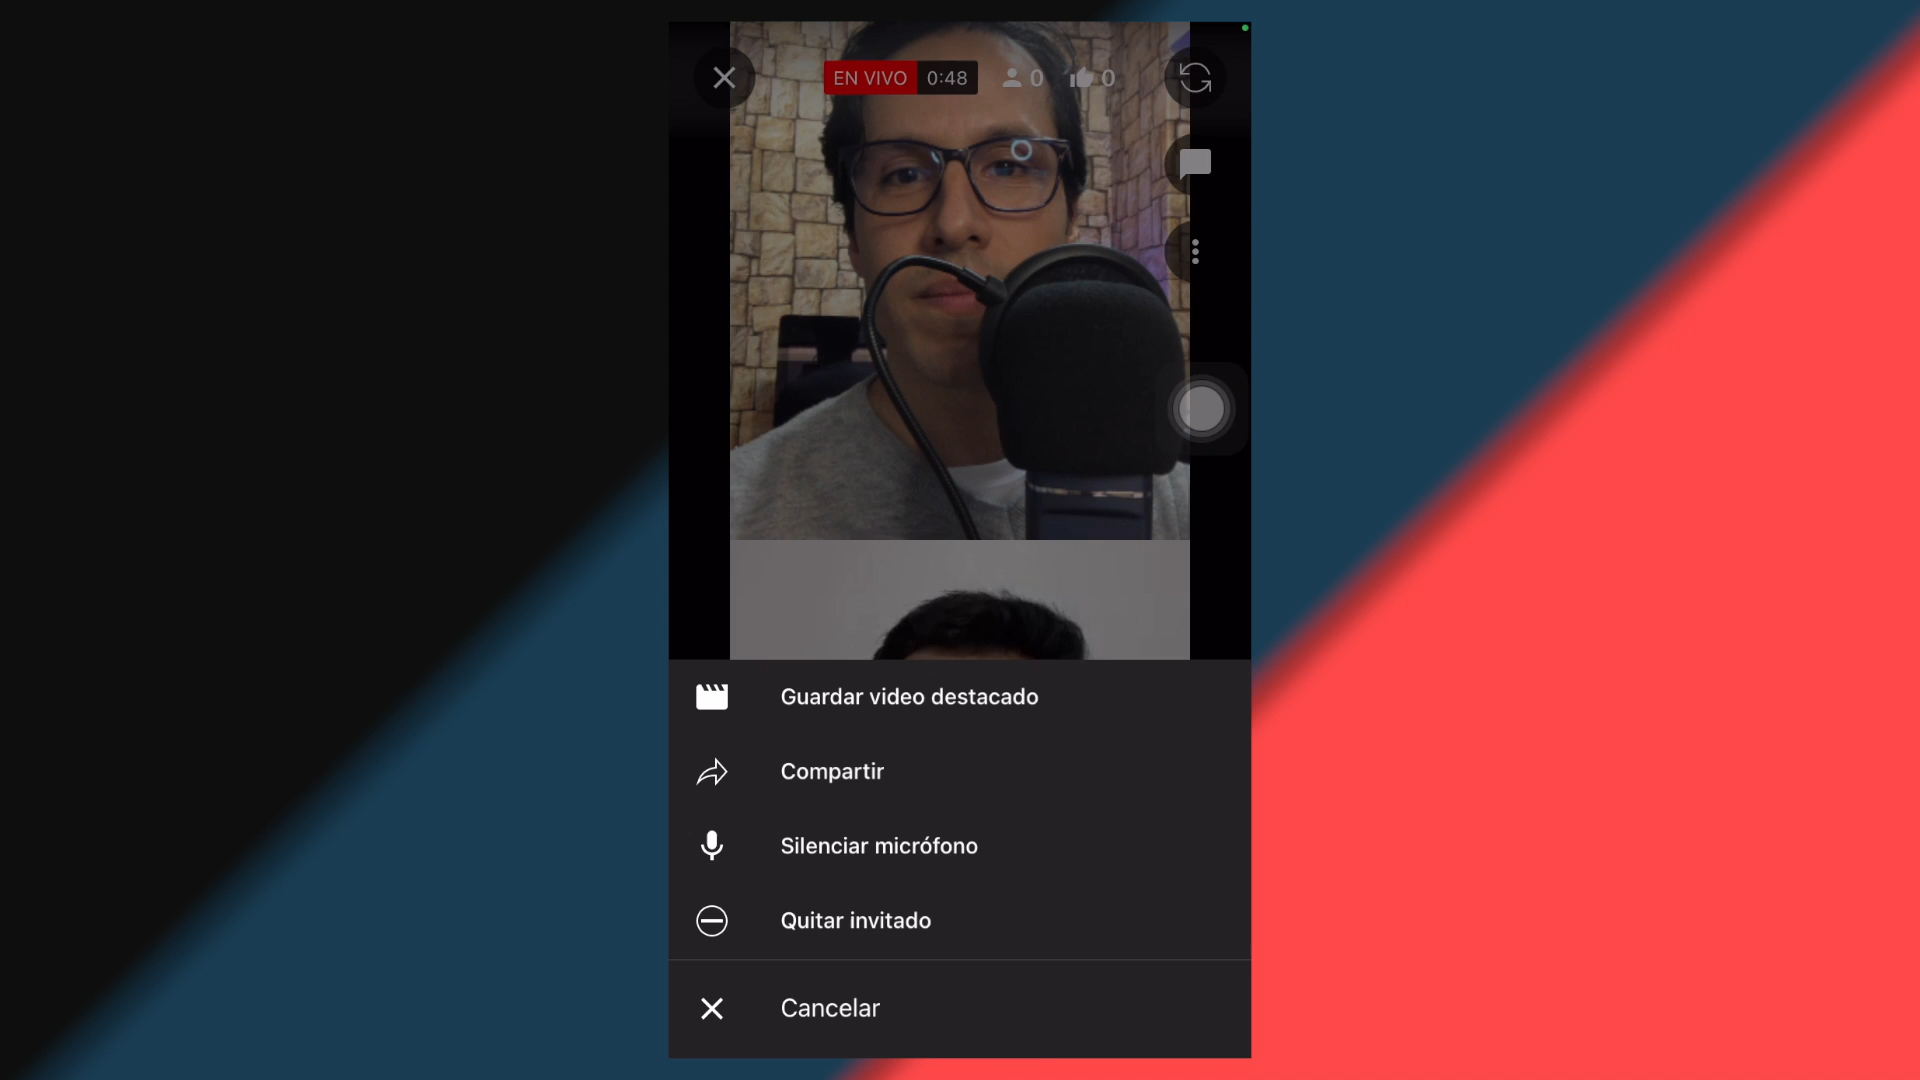 EN VIVO 0:48 0 0
Guardar video destacado
Compartir
Silenciar micrófono
Quitar invitado
Cancelar